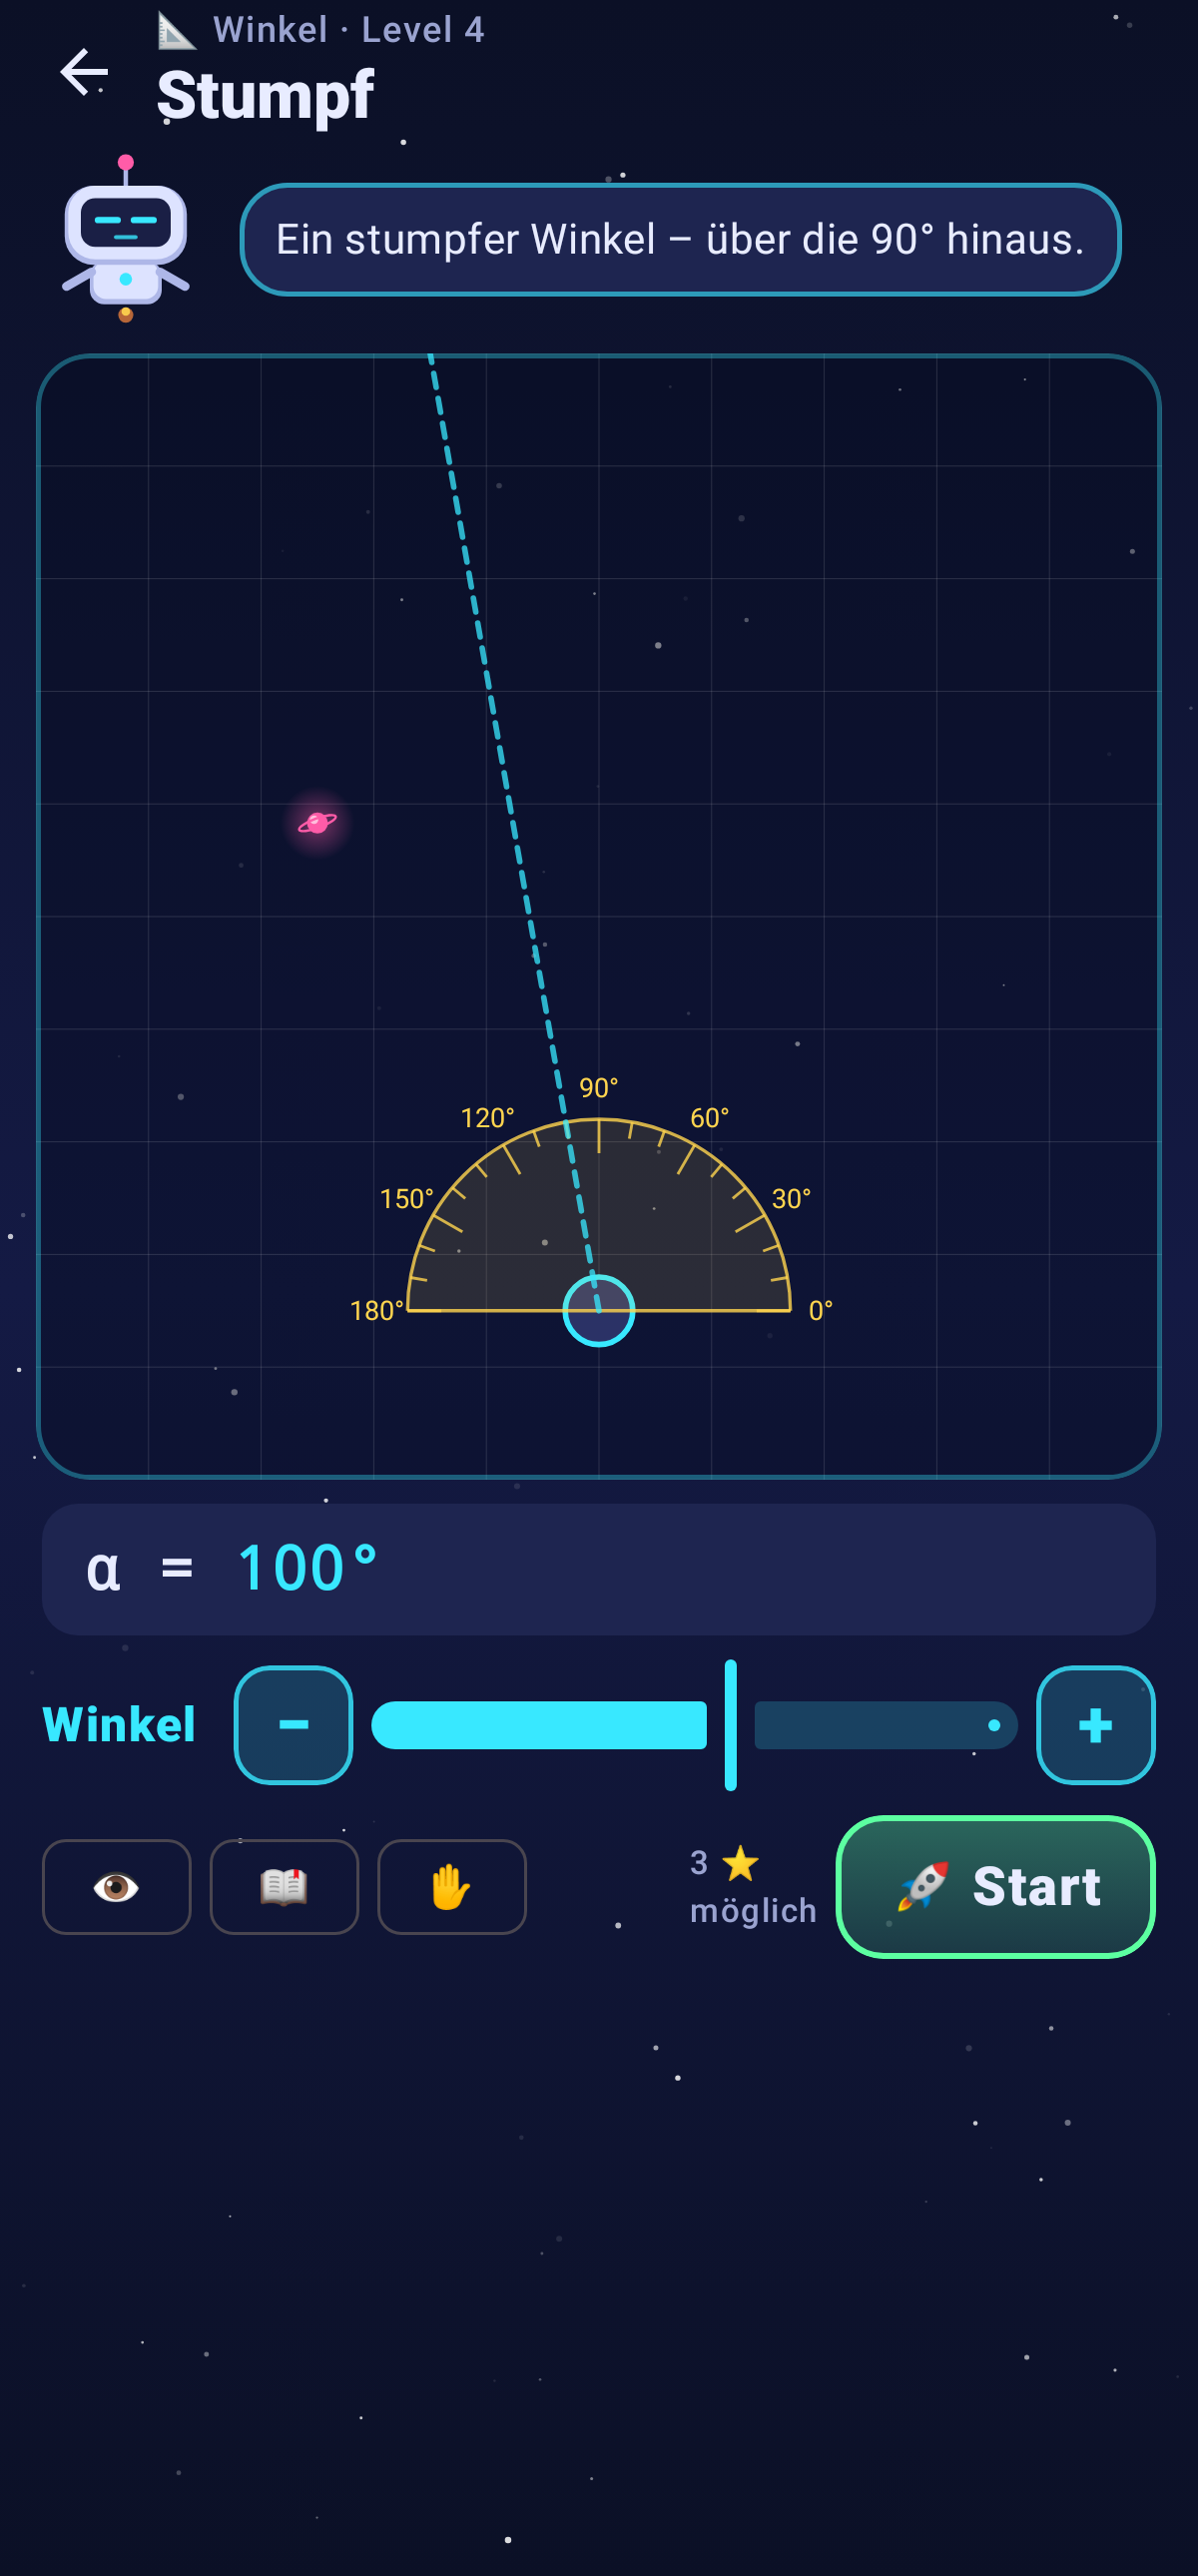 Winkel · Level 4
Stumpf
Ein stumpfer Winkel – über die 90° hinaus.
90°
120°
60°
150°
30°
180°
0°
α = 100°
Winkel
−
+
3 ⭐
möglich
🚀 Start